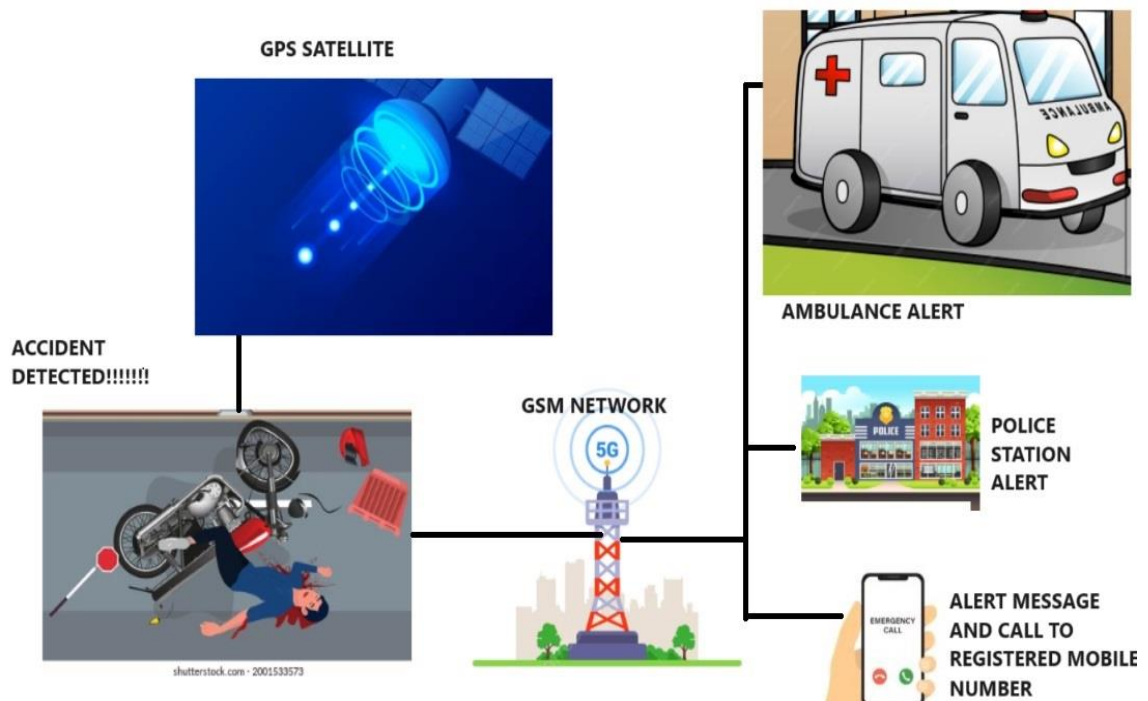 GPS SATELLITE
ACCIDENT
DETECTED!!!!!!!
shutterstock.com · 2001533573
GSM NETWORK
5G
AMBULANCE
AMBULANCE ALERT
POLICE
POLICE
STATION
ALERT
EMERGENCY
CALL
ALERT MESSAGE
AND CALL TO
REGISTERED MOBILE
NUMBER